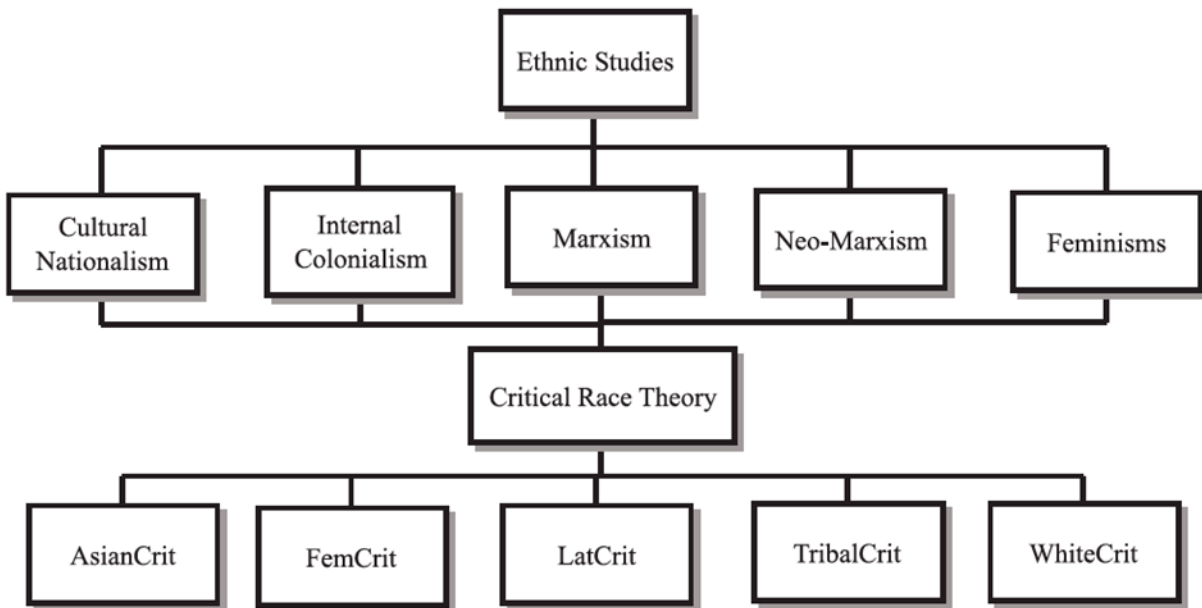 Ethnic Studies
Cultural
Nationalism
Internal
Colonialism
Marxism
Neo-Marxism
Feminisms
Critical Race Theory
AsianCrit
FemCrit
LatCrit
TribalCrit
WhiteCrit